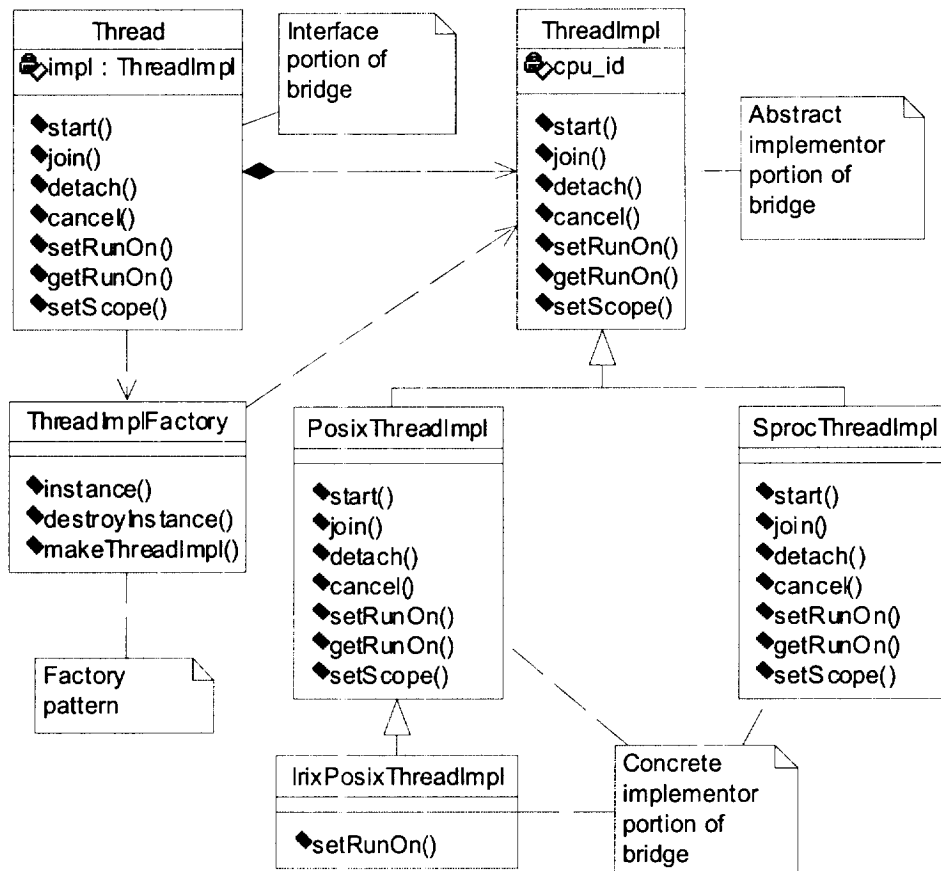 Thread
impl : ThreadImpl
start()
join()
detach()
cancel()
setRunOn()
getRunOn()
setScope()
Interface
portion of
bridge
ThreadImpl
cpu_id
start()
join()
detach()
cancel()
setRunOn()
getRunOn()
setScope()
Abstract
implementor
portion of
bridge
ThreadImplFactory
instance()
destroyInstance()
makeThreadImpl()
Factory
pattern
PosixThreadImpl
start()
join()
detach()
cancel()
setRunOn()
getRunOn()
setScope()
SprocThreadImpl
start()
join()
detach()
cancel()
setRunOn()
getRunOn()
setScope()
IrixPosixThreadImpl
setRunOn()
Concrete
implementor
portion of
bridge